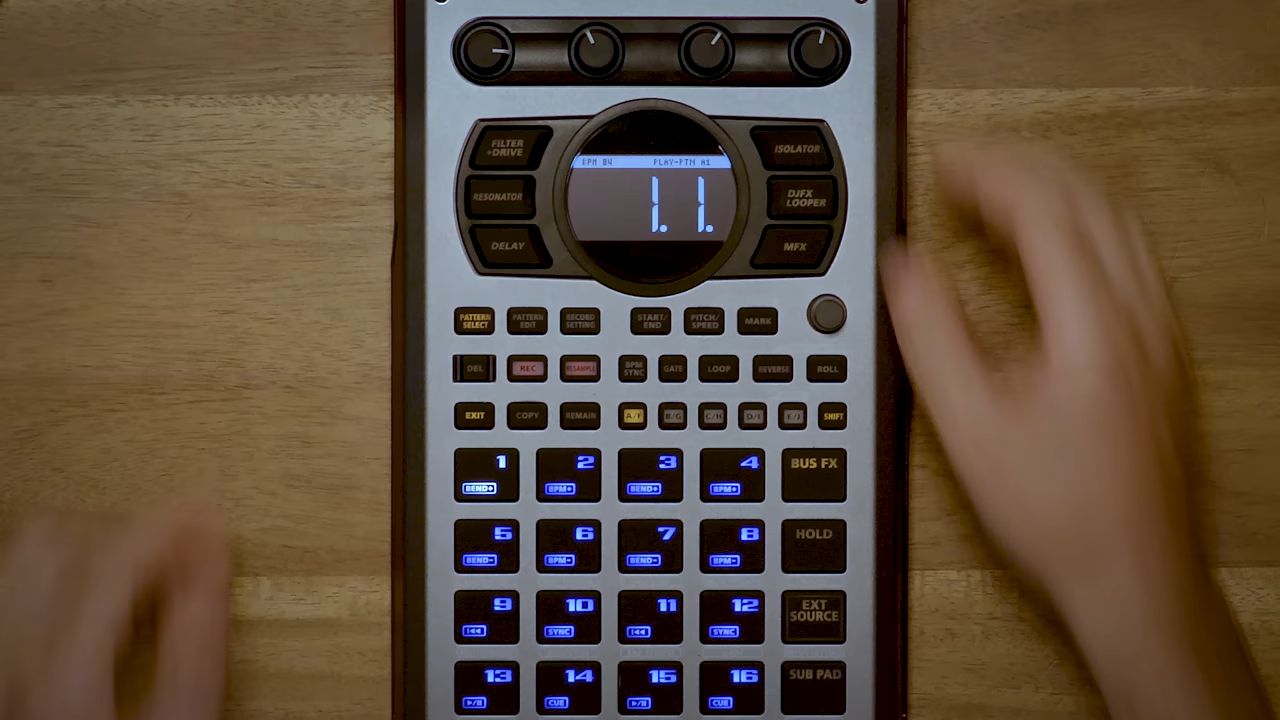 FILTER
+DRIVE
RESONATOR
DELAY
BPM 84 PLAY-PTN A1
1. 1.
ISOLATOR
DJFX
LOOPER
MFX
PATTERN
SELECT
PATTERN
EDIT
RECORD
SETTING
START/
END
PITCH/
SPEED
MARK
DEL
REC
RESAMPLE
BPM
SYNC
GATE
LOOP
REVERSE
ROLL
EXIT
COPY
REMAIN
A/F
B/G
C/H
D/I
E/J
SHIFT
1
BEND+
2
BPM+
3
BEND+
4
BPM+
BUS FX
5
BEND-
6
BPM-
7
BEND-
8
BPM-
HOLD
9
10
SYNC
11
12
SYNC
EXT
SOURCE
13
14
CUE
15
16
CUE
SUB PAD